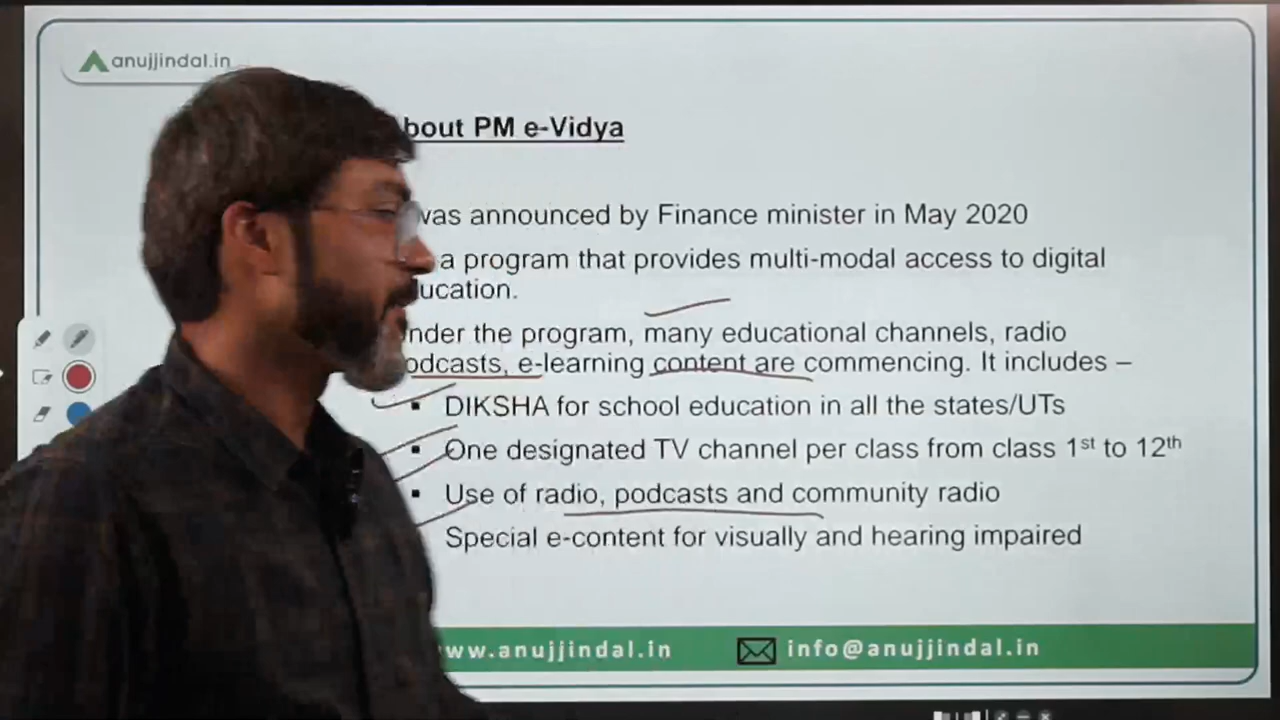 anujjindal.in
bout PM e-Vidya
was announced by Finance minister in May 2020
a program that provides multi-modal access to digital
ucation.
nder the program, many educational channels, radio
odcasts, e-learning content are commencing. It includes –
▪ DIKSHA for school education in all the states/UTs
▪ One designated TV channel per class from class 1st to 12th
▪ Use of radio, podcasts and community radio
Special e-content for visually and hearing impaired
ww.anujjindal.in info@anujjindal.in